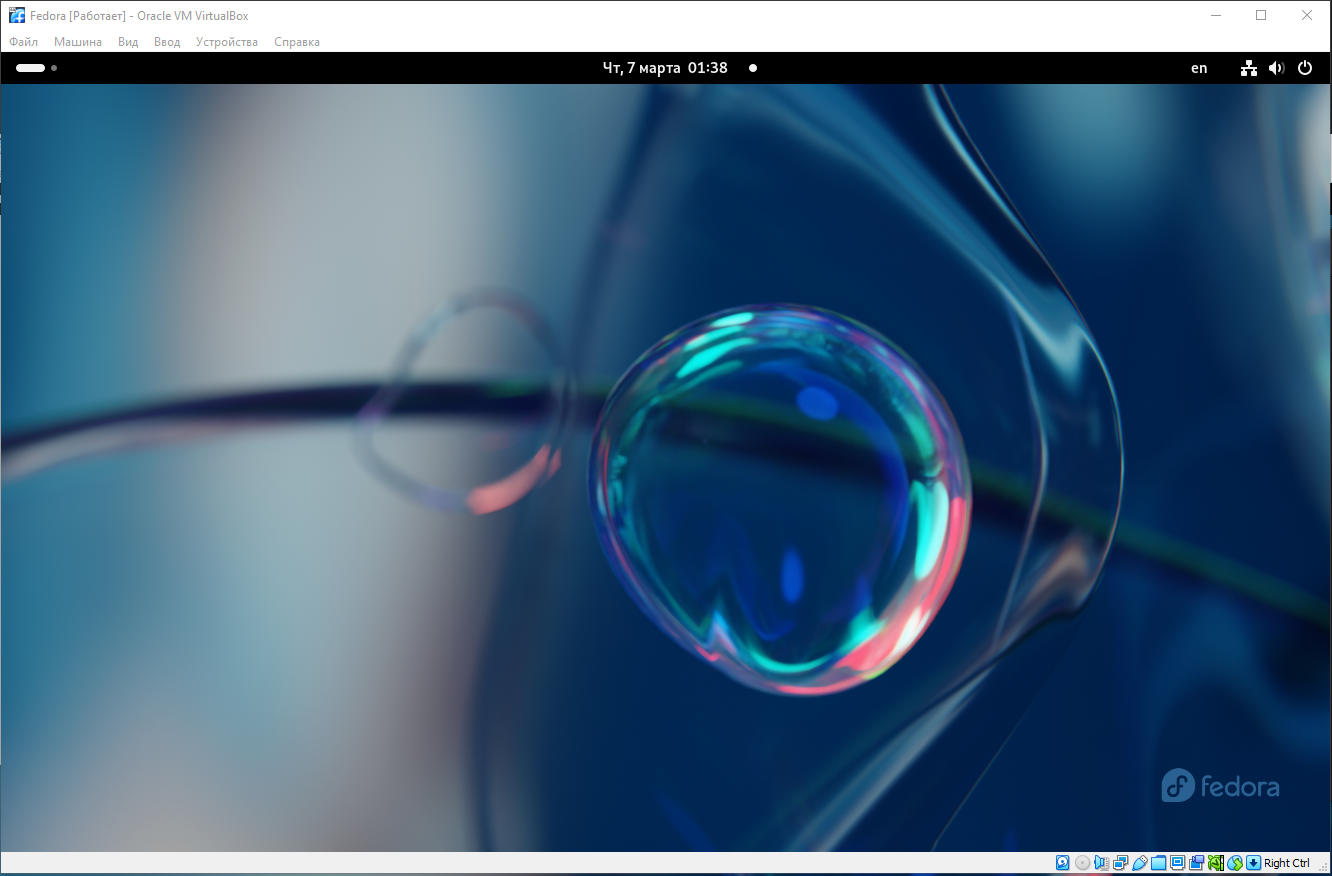 Fedora [Работает] - Oracle VM VirtualBox
Файл Машина Вид Ввод Устройства Справка
Чт, 7 марта 01:38 en
fedora
Right Ctrl